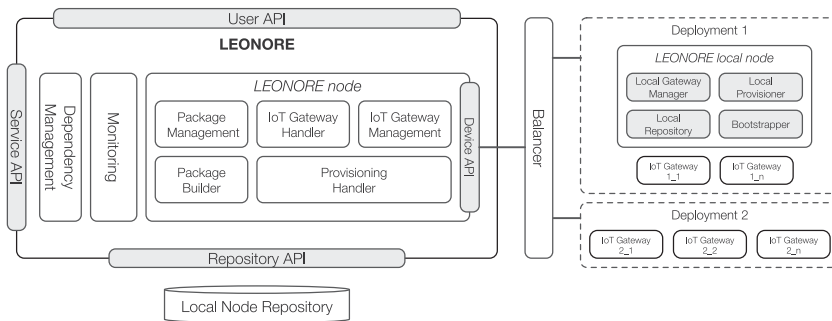 User API
LEONORE
Service API
Dependency
Management
Monitoring
LEONORE node
Package
Management
IoT Gateway
Handler
IoT Gateway
Management
Package
Builder
Provisioning
Handler
Device API
Repository API
Local Node Repository
Balancer
Deployment 1
LEONORE local node
Local Gateway
Manager
Local
Provisioner
Local
Repository
Bootstrapper
IoT Gateway
1_1
IoT Gateway
1_n
Deployment 2
IoT Gateway
2_1
IoT Gateway
2_2
IoT Gateway
2_n